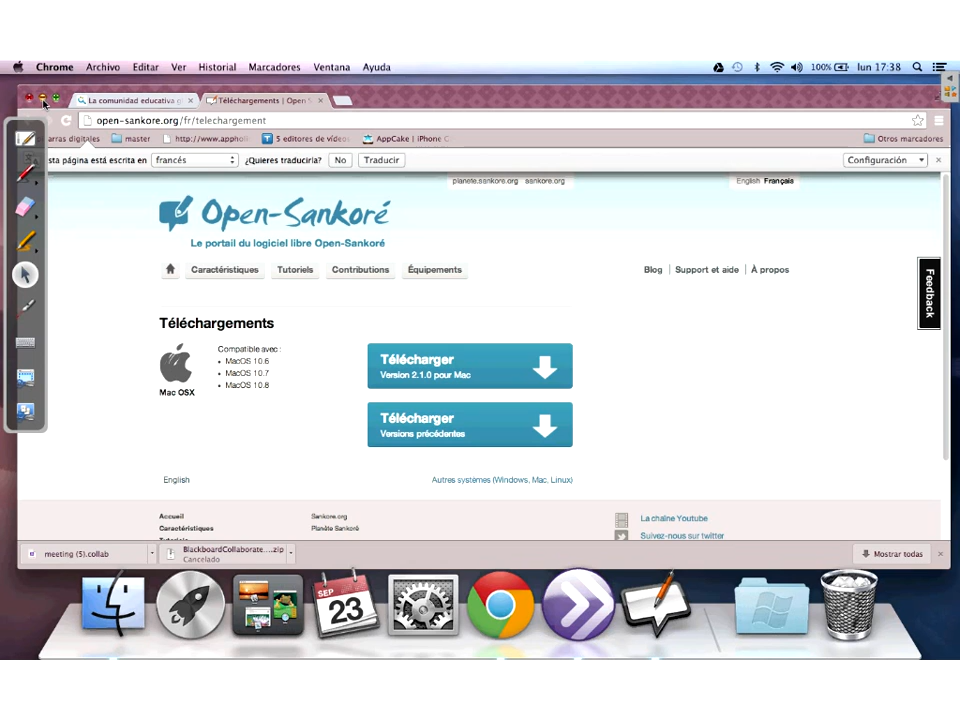 Chrome Archivo Editar Ver Historial Marcadores Ventana Ayuda 100% lun 17:38
La comunidad educativa Téléchargements | Open
open-sankore.org/fr/telechargement
arras digitales master http://www.appho 5 editores de vídeo AppCake | iPhone Otros marcadores
sta página está escrita en francés ¿Quieres traducirla? No Traducir Configuración
planete.sankore.org sankore.org English Français
Open-Sankoré
Le portail du logiciel libre Open-Sankoré
Caractéristiques Tutoriels Contributions Équipements Blog Support et aide À propos
Feedback
Téléchargements
Compatible avec :
MacOS 10.6
MacOS 10.7
MacOS 10.8
Mac OSX
Télécharger
Version 2.1.0 pour Mac
Télécharger
Versions précédentes
English Autres systèmes (Windows, Mac, Linux)
Accueil Sankore.org La chaîne Youtube
Caractéristiques Planète Sankoré
Tutoriels Suivez-nous sur twitter
meeting (5).collab BlackboardCollaborate....zip Mostrar todas
Cancelado
SEP
23